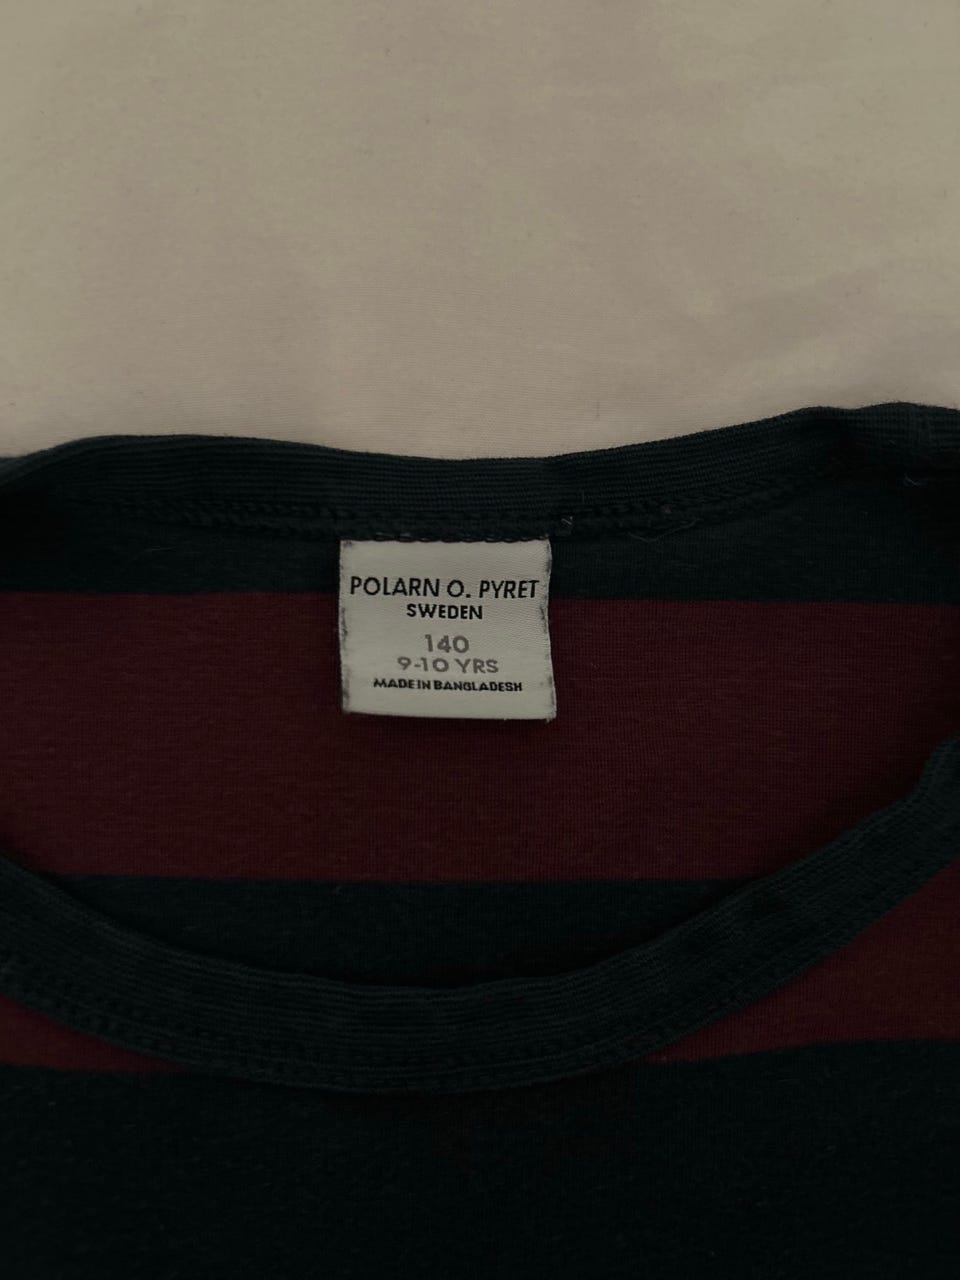 POLARN O. PYRET
SWEDEN
140
9-10 YRS
MADE IN BANGLADESH